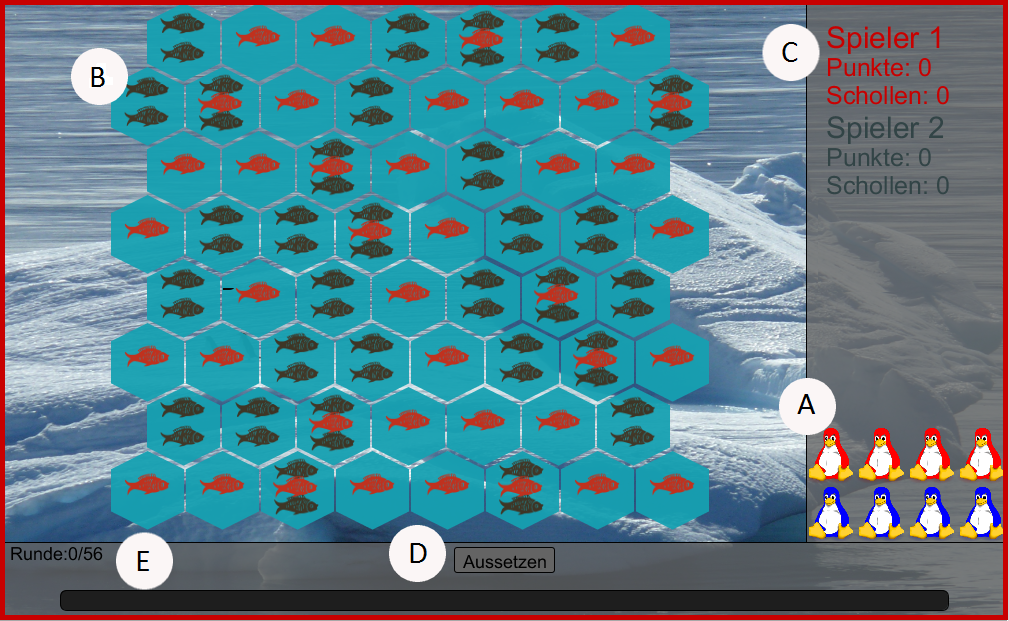 B
C
Spieler 1
Punkte: 0
Schollen: 0
Spieler 2
Punkte: 0
Schollen: 0
A
Runde:0/56
E
D
Aussetzen